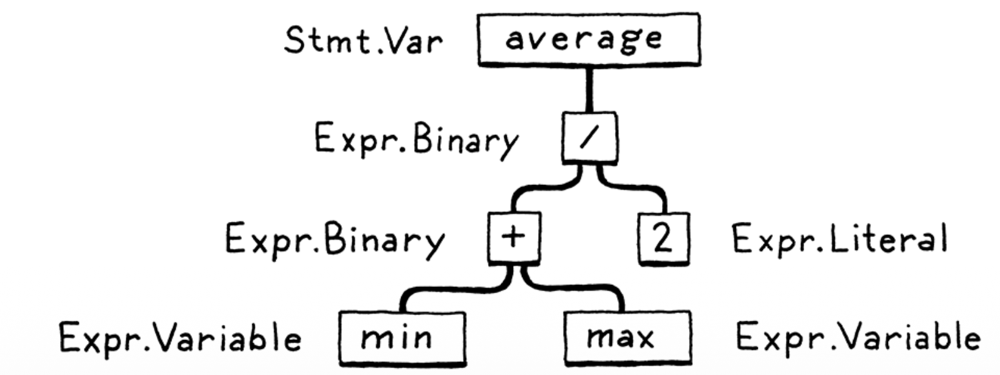 Stmt.Var average
Expr.Binary /
Expr.Binary + 2 Expr.Literal
Expr.Variable min max Expr.Variable